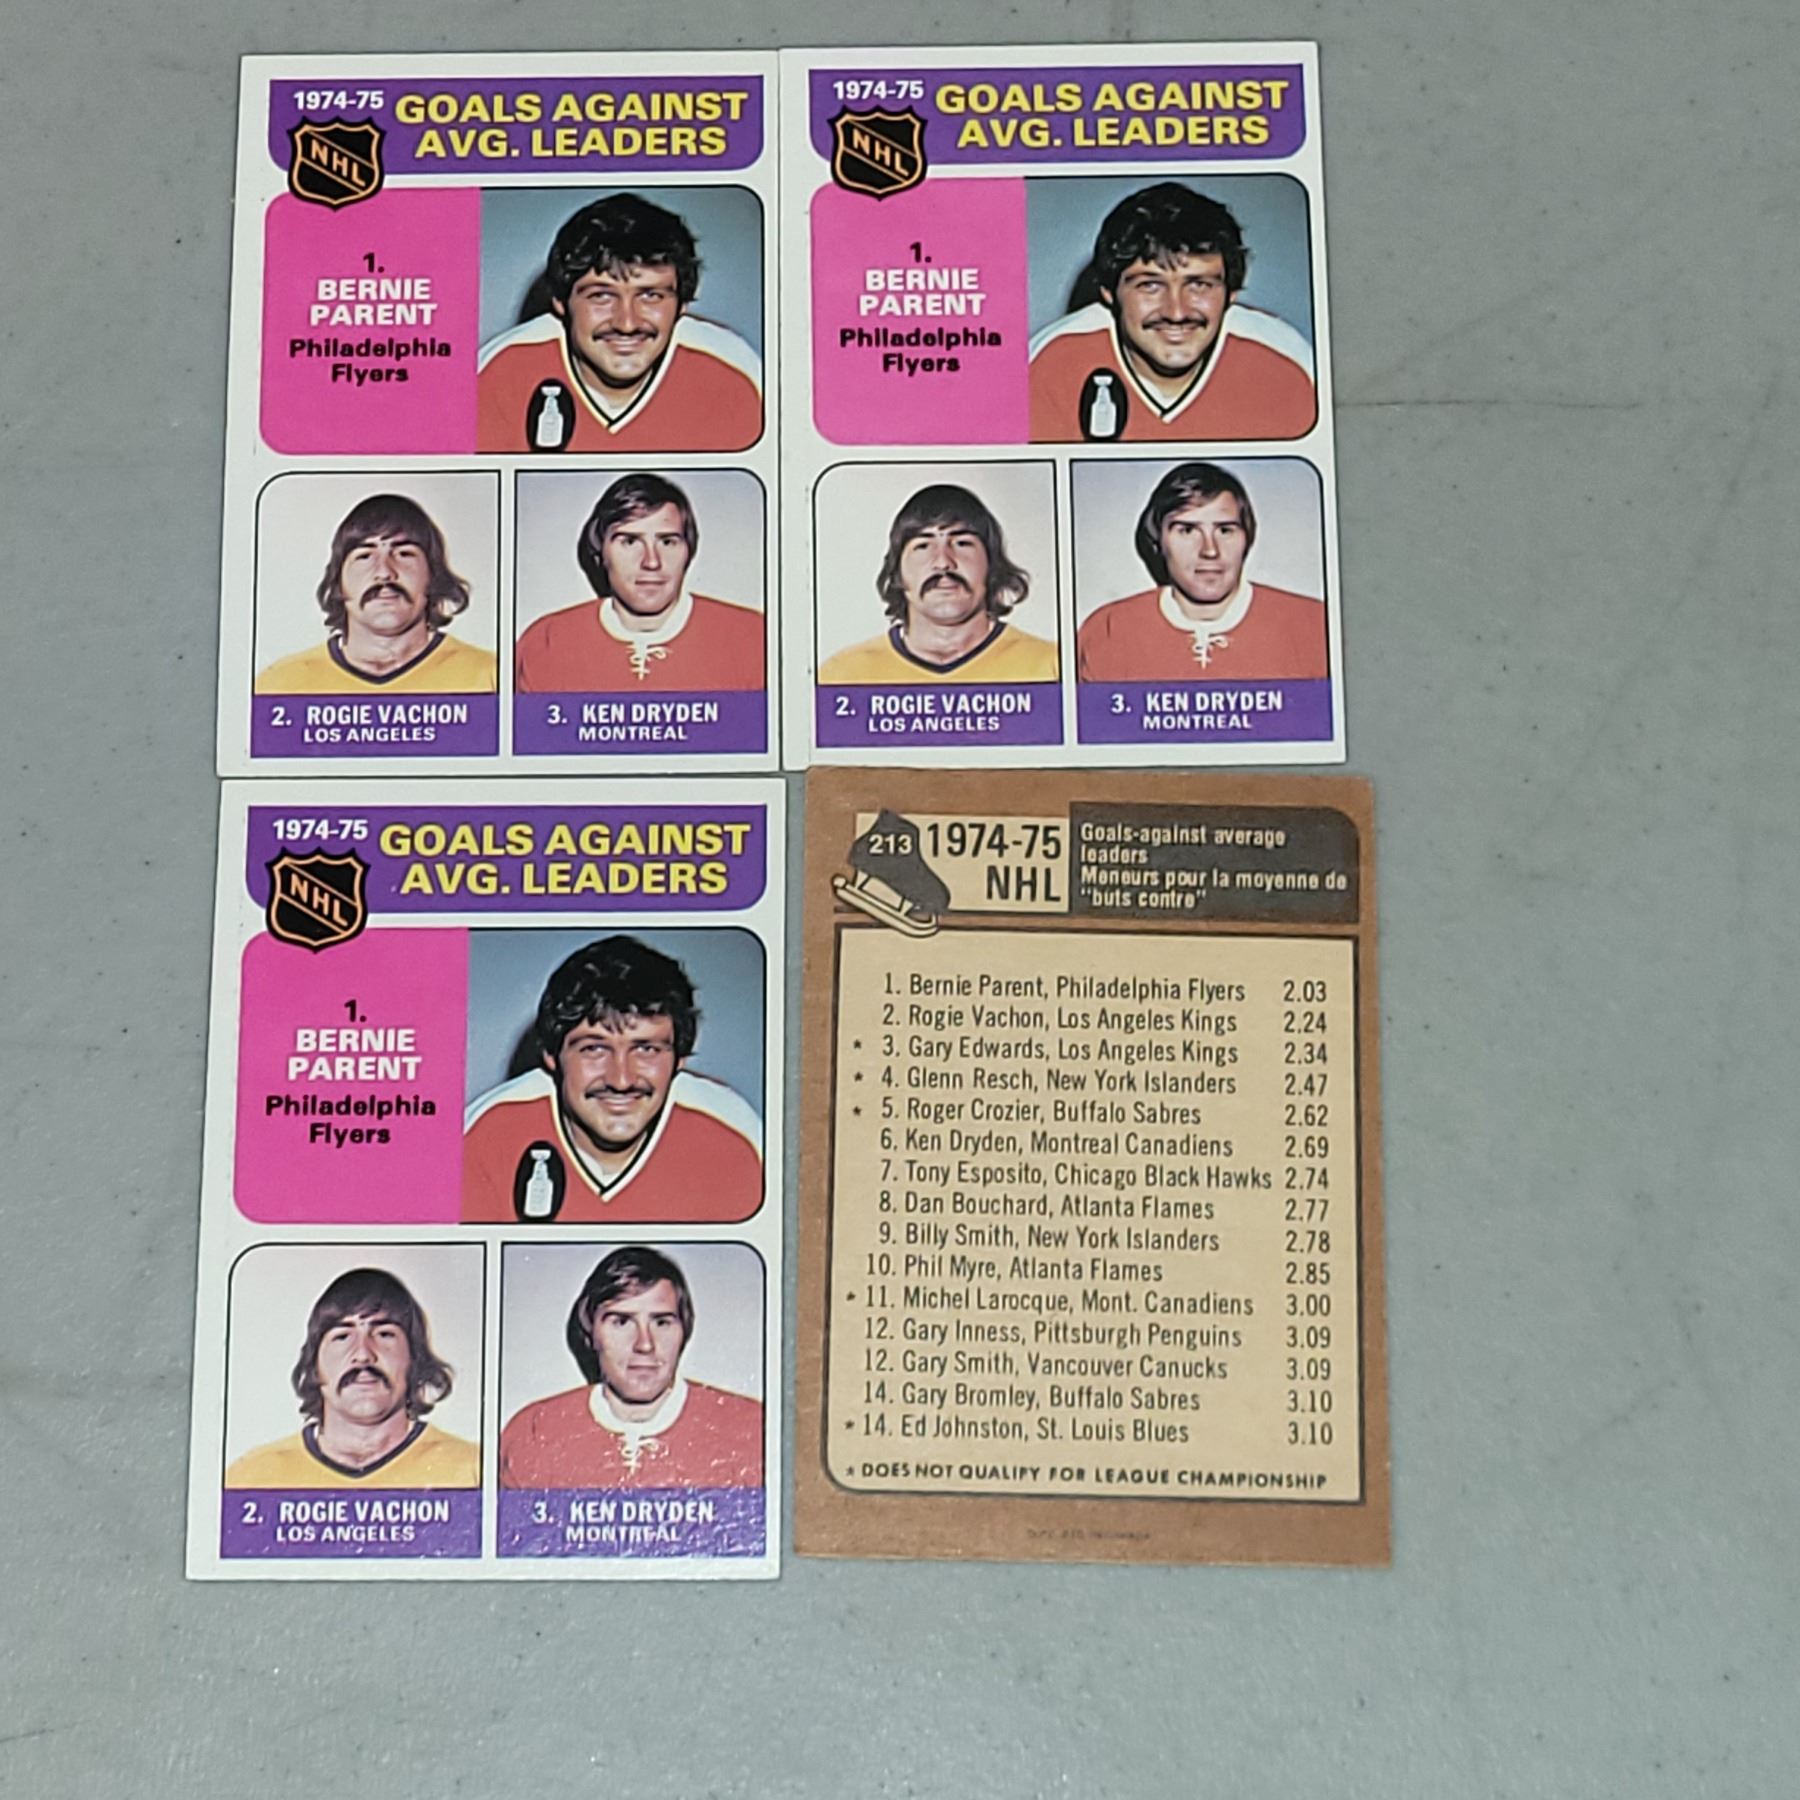 1974-75 GOALS AGAINST
AVG. LEADERS
NHL
1.
BERNIE
PARENT
Philadelphia
Flyers
2. ROGIE VACHON
LOS ANGELES
3. KEN DRYDEN
MONTREAL
1974-75 GOALS AGAINST
AVG. LEADERS
NHL
1.
BERNIE
PARENT
Philadelphia
Flyers
2. ROGIE VACHON
LOS ANGELES
3. KEN DRYDEN
MONTREAL
1974-75 GOALS AGAINST
AVG. LEADERS
NHL
1.
BERNIE
PARENT
Philadelphia
Flyers
2. ROGIE VACHON
LOS ANGELES
3. KEN DRYDEN
MONTREAL
213 1974-75
NHL
Goals-against average
leaders
Meneurs pour la moyenne de
"buts contre"
1. Bernie Parent, Philadelphia Flyers 2.03
2. Rogie Vachon, Los Angeles Kings 2.24
* 3. Gary Edwards, Los Angeles Kings 2.34
* 4. Glenn Resch, New York Islanders 2.47
* 5. Roger Crozier, Buffalo Sabres 2.62
6. Ken Dryden, Montreal Canadiens 2.69
7. Tony Esposito, Chicago Black Hawks 2.74
8. Dan Bouchard, Atlanta Flames 2.77
9. Billy Smith, New York Islanders 2.78
10. Phil Myre, Atlanta Flames 2.85
* 11. Michel Larocque, Mont. Canadiens 3.00
12. Gary Inness, Pittsburgh Penguins 3.09
12. Gary Smith, Vancouver Canucks 3.09
14. Gary Bromley, Buffalo Sabres 3.10
* 14. Ed Johnston, St. Louis Blues 3.10
* DOES NOT QUALIFY FOR LEAGUE CHAMPIONSHIP